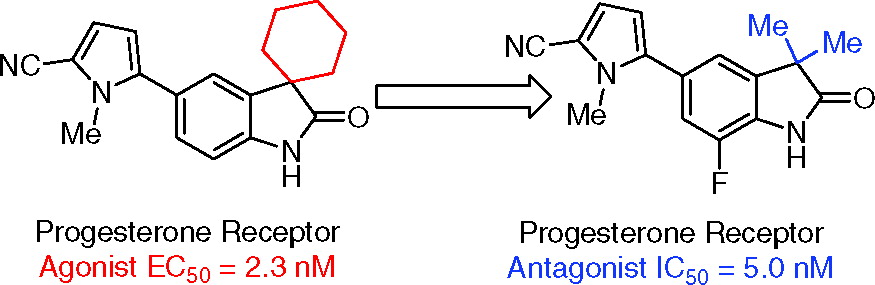 NC
N
Me
O
N
H
Progesterone Receptor
Agonist EC50 = 2.3 nM
NC
N
Me
Me
Me
O
N
H
F
Progesterone Receptor
Antagonist IC50 = 5.0 nM